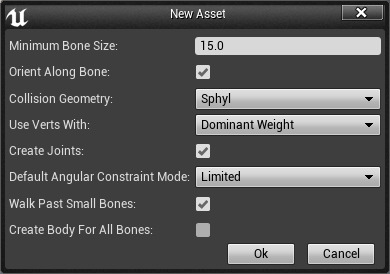 New Asset
Minimum Bone Size: 15.0
Orient Along Bone:
Collision Geometry: Sphyl
Use Verts With: Dominant Weight
Create Joints:
Default Angular Constraint Mode: Limited
Walk Past Small Bones:
Create Body For All Bones:
Ok Cancel